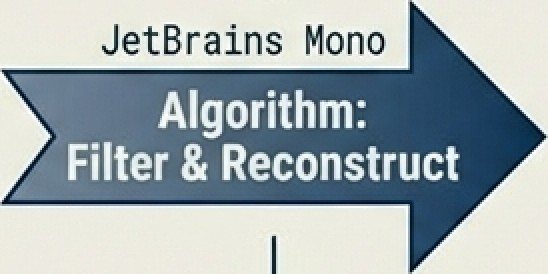 JetBrains Mono
Algorithm:
Filter & Reconstruct